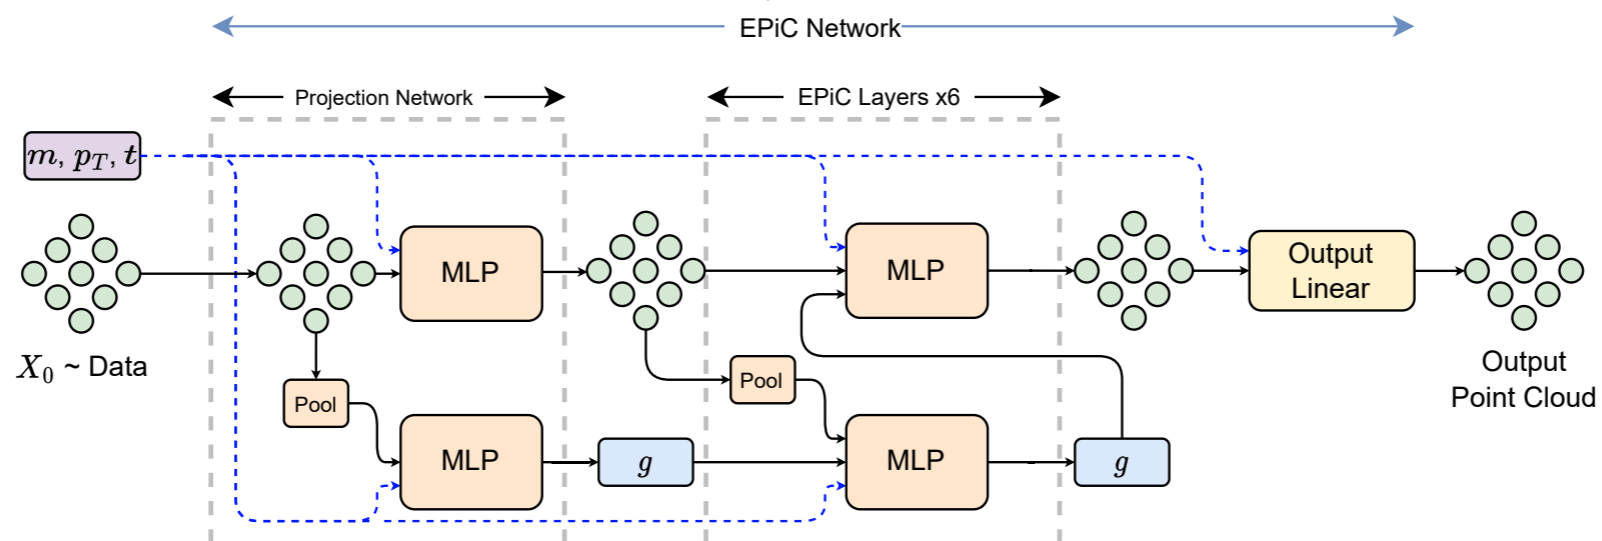 EPiC Network
Projection Network
EPiC Layers x6
m, p_T, t
MLP
MLP
Output
Linear
X_0 ~ Data
Pool
Pool
Output
Point Cloud
MLP
g
MLP
g